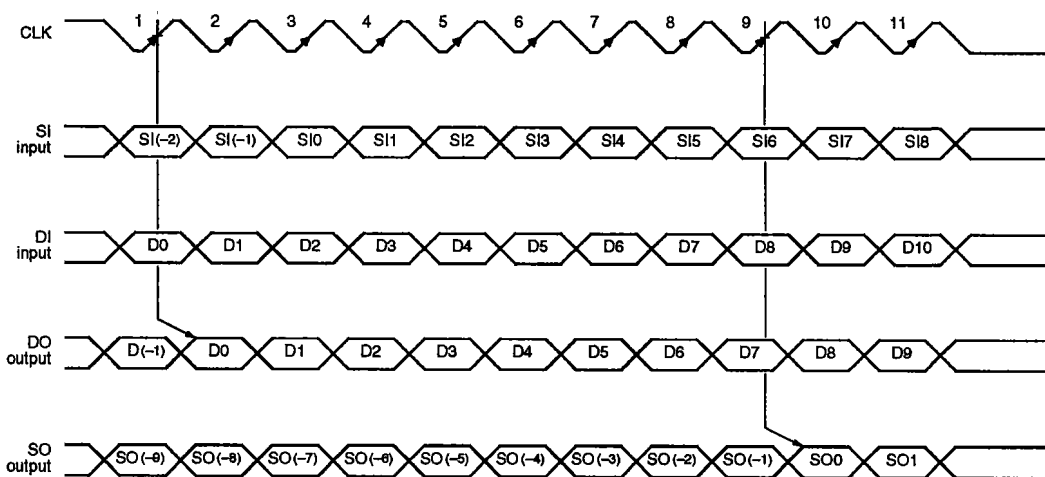 CLK 1 2 3 4 5 6 7 8 9 10 11
SI input SI(–2) SI(–1) SI0 SI1 SI2 SI3 SI4 SI5 SI6 SI7 SI8
DI input D0 D1 D2 D3 D4 D5 D6 D7 D8 D9 D10
DO output D(–1) D0 D1 D2 D3 D4 D5 D6 D7 D8 D9
SO output SO(–9) SO(–8) SO(–7) SO(–6) SO(–5) SO(–4) SO(–3) SO(–2) SO(–1) SO0 SO1